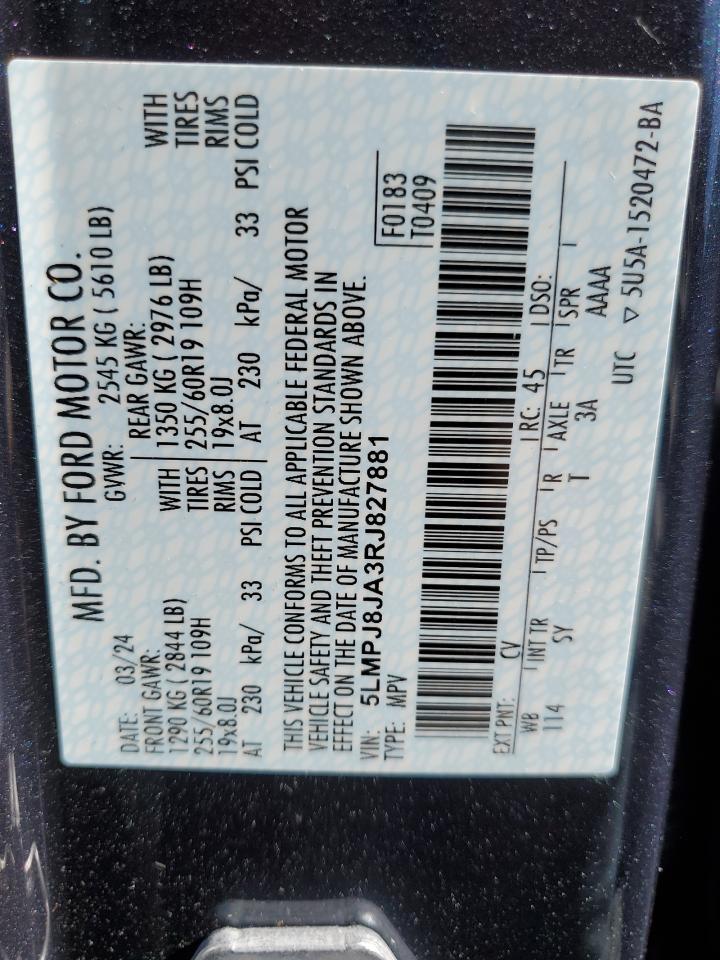 MFD. BY FORD MOTOR CO.
DATE: 03/24 GVWR: 2545 KG ( 5610 LB)
FRONT GAWR: REAR GAWR:
1290 KG ( 2844 LB) WITH 1350 KG ( 2976 LB) WITH
255/60R19 109H TIRES 255/60R19 109H TIRES
19x8.0J RIMS 19x8.0J RIMS
AT 230 kPa/ 33 PSI COLD AT 230 kPa/ 33 PSI COLD
THIS VEHICLE CONFORMS TO ALL APPLICABLE FEDERAL MOTOR
VEHICLE SAFETY AND THEFT PREVENTION STANDARDS IN
EFFECT ON THE DATE OF MANUFACTURE SHOWN ABOVE.
VIN: 5LMPJ8JA3RJ827881
TYPE: MPV
F0183
T0409
EXT PNT: CV RC: 45 DSO:
WB INT TR TP/PS R AXLE TR SPR
114 SY T 3A AAAA
UTC ▽ 5U5A-1520472-BA